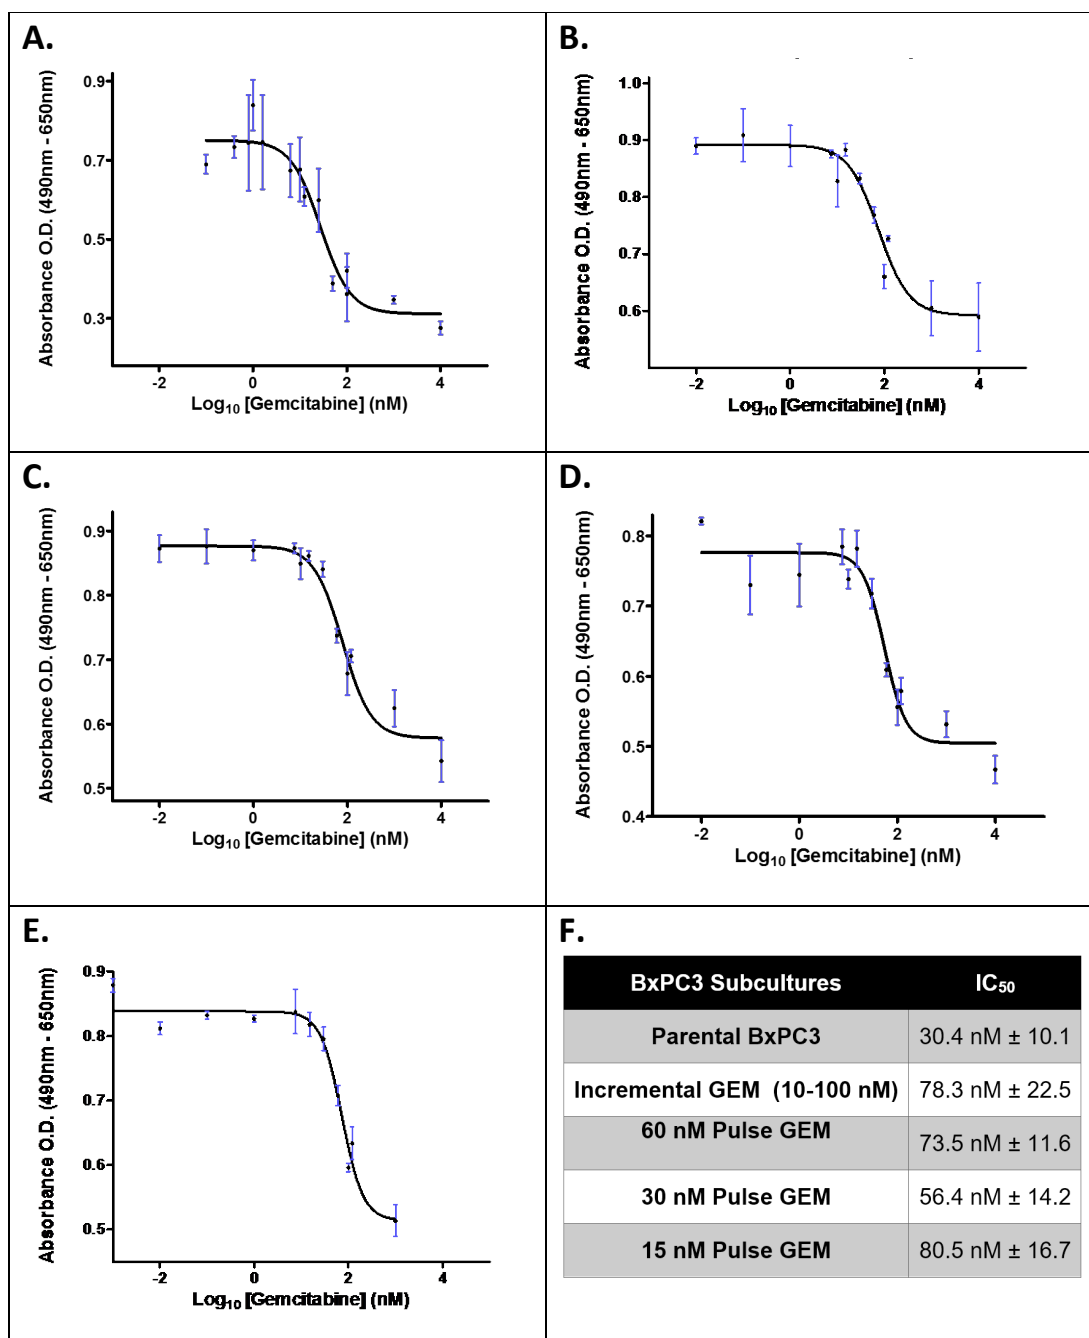 A.
Absorbance O.D. (490nm - 650nm)
0.9
0.7
0.5
0.3
-2 0 2 4
Log₁₀ [Gemcitabine] (nM)
B.
Absorbance O.D. (490nm - 650nm)
1.0
0.9
0.8
0.7
0.6
-2 0 2 4
Log₁₀ [Gemcitabine] (nM)
C.
Absorbance O.D. (490nm - 650nm)
0.9
0.8
0.7
0.6
0.5
-2 0 2 4
Log₁₀ [Gemcitabine] (nM)
D.
Absorbance O.D. (490nm - 650nm)
0.8
0.7
0.6
0.5
0.4
-2 0 2 4
Log₁₀ [Gemcitabine] (nM)
E.
Absorbance O.D. (490nm - 650nm)
0.9
0.8
0.7
0.6
0.5
-2 0 2 4
Log₁₀ [Gemcitabine] (nM)
F.
BxPC3 Subcultures IC₅₀
Parental BxPC3 30.4 nM ± 10.1
Incremental GEM (10-100 nM) 78.3 nM ± 22.5
60 nM Pulse GEM 73.5 nM ± 11.6
30 nM Pulse GEM 56.4 nM ± 14.2
15 nM Pulse GEM 80.5 nM ± 16.7